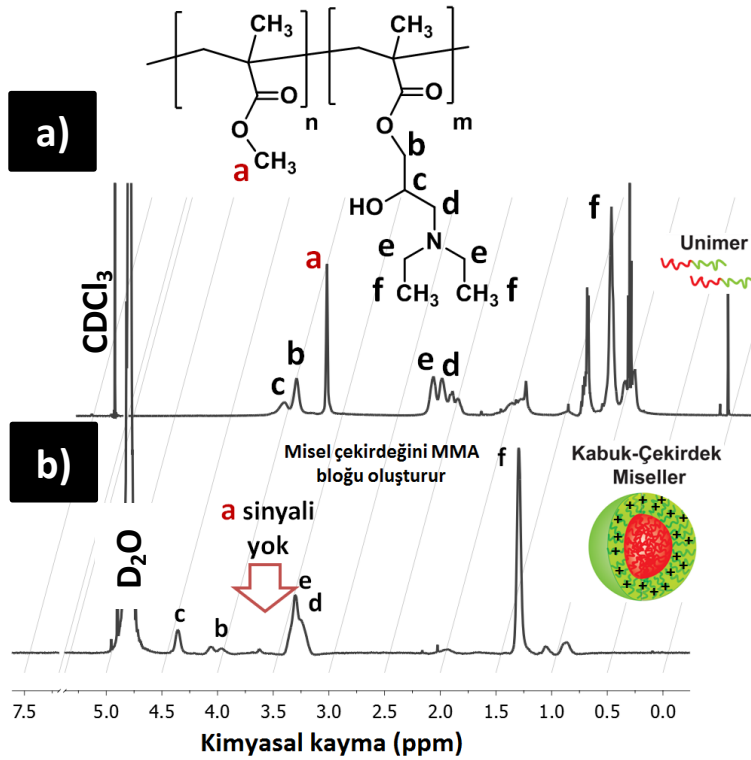 CH₃
CH₃
O
O
n
m
O
O
a)
b
a
CH₃
c
HO
d
f
N
Unimer
a
e
e
CDCl₃
f
f
CH₃
CH₃
b
e
d
c
b)
Misel çekirdeğini MMA
bloğu oluşturur
f
Kabuk-Çekirdek
Miseller
a sinyali
yok
D₂O
e
d
c
b
7.5 5.0 4.5 4.0 3.5 3.0 2.5 2.0 1.5 1.0 0.5 0.0
Kimyasal kayma (ppm)